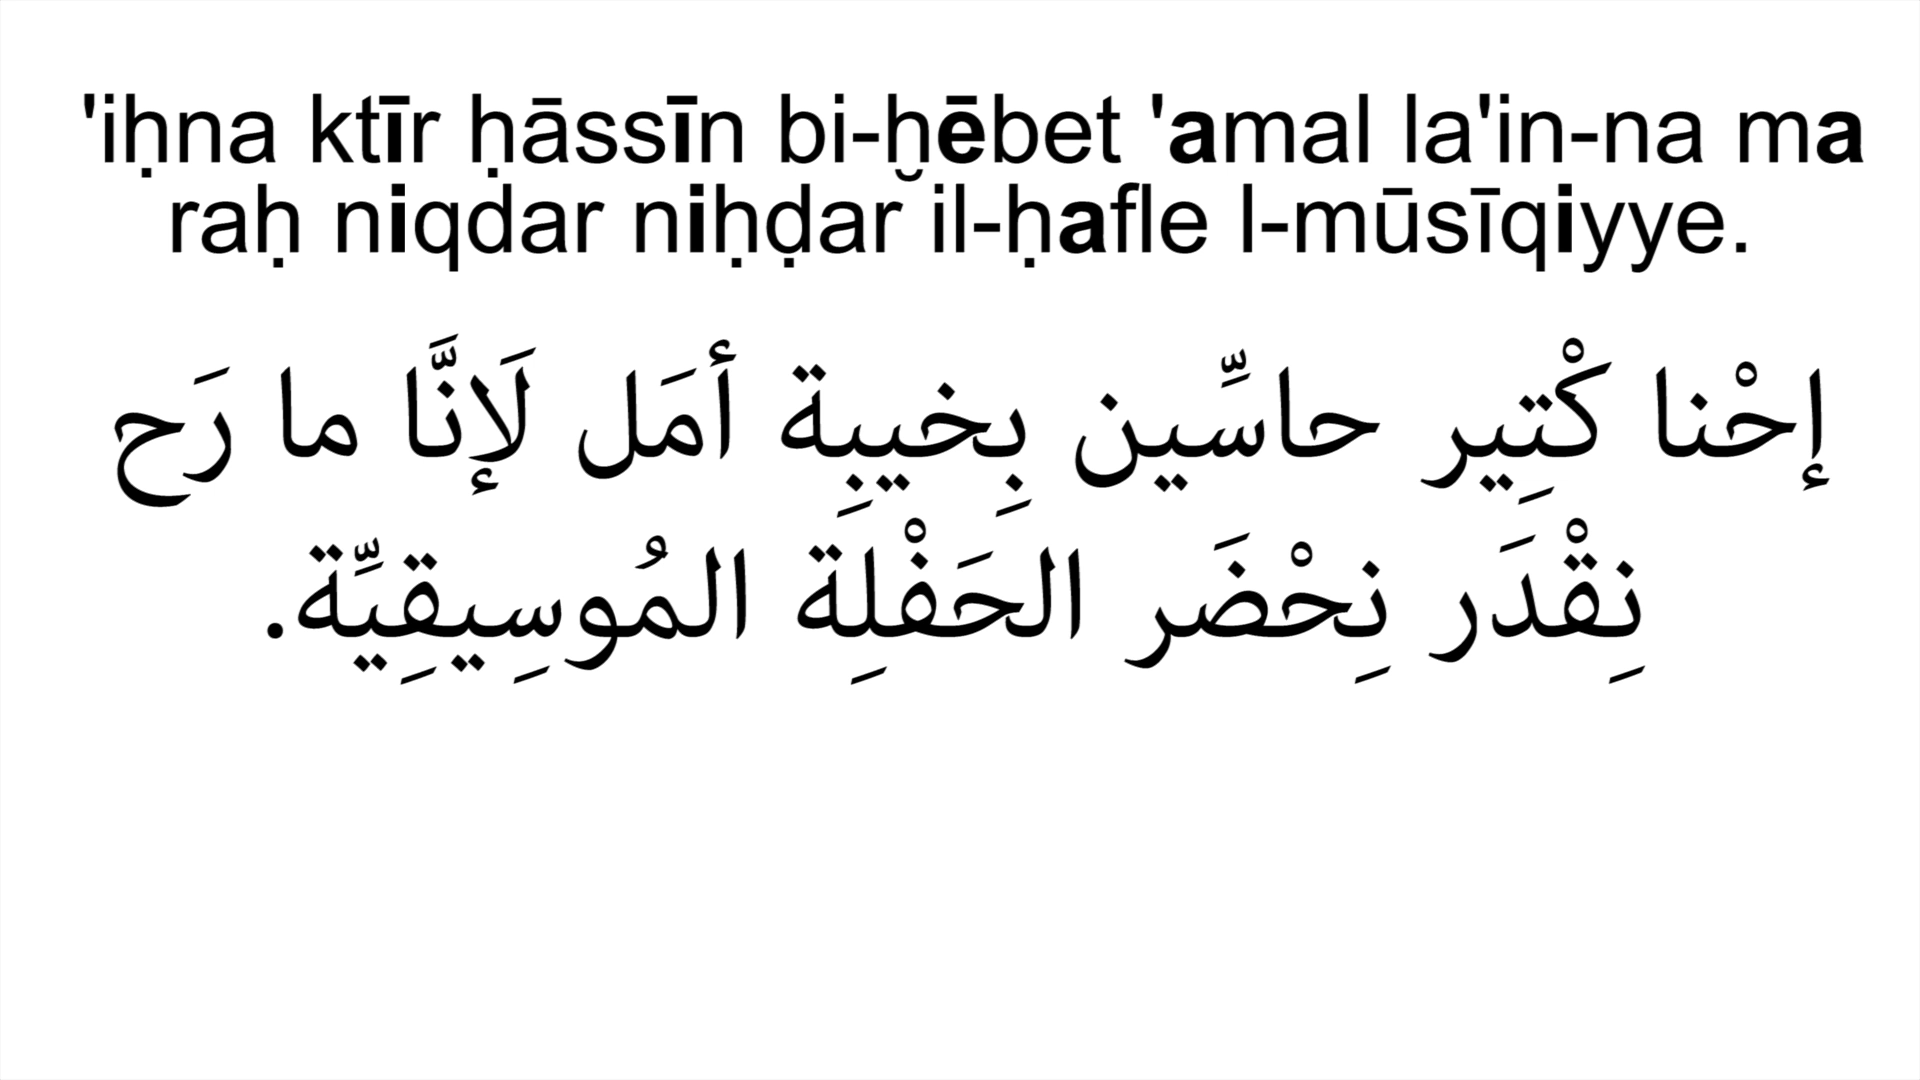 'iḥna ktīr ḥāssīn bi-ḫēbet 'amal la'in-na ma
raḥ niqdar niḥḍar il-ḥafle l-mūsīqiyye.
إحْنا كْتِير حاسِّين بِخيبِة أمَل لَإنَّا ما رَح
نِقْدَر نِحْضَر الحَفْلِة المُوسِيقِيِّة.